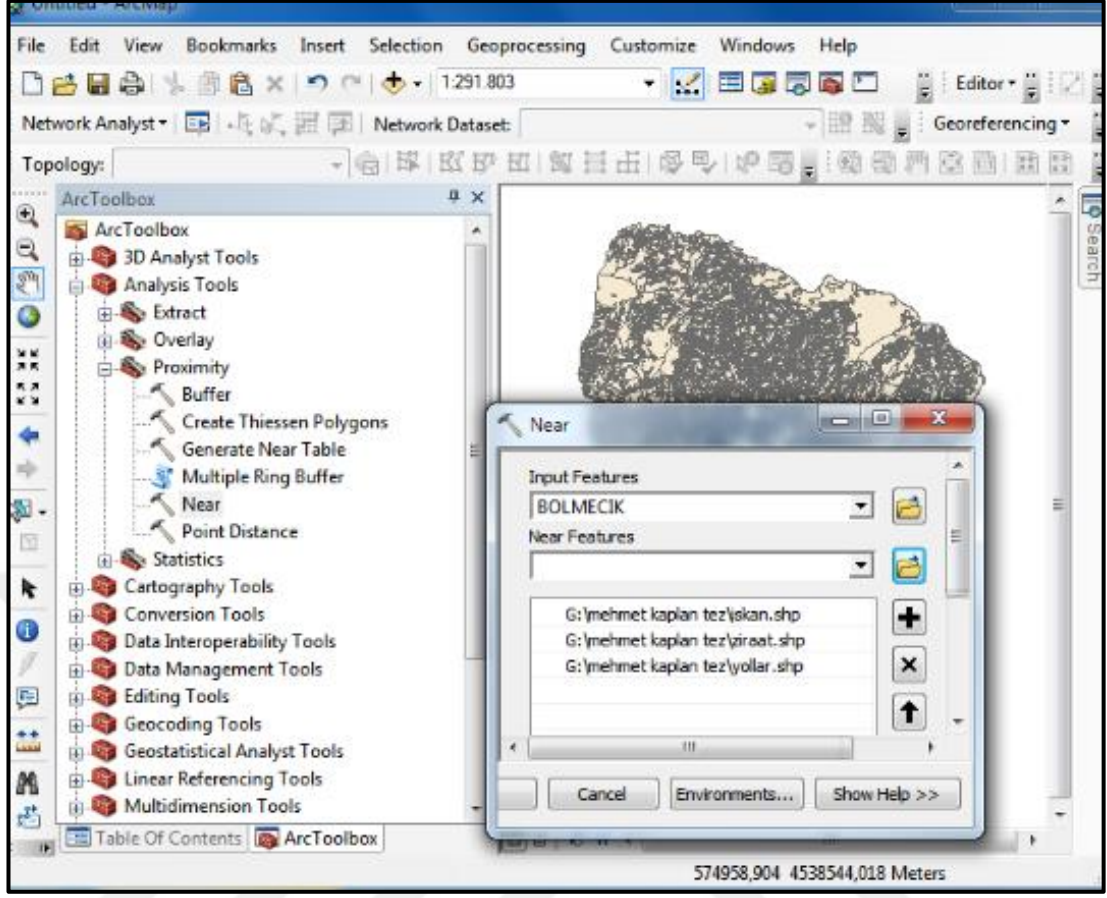 Untitled - ArcMap
File Edit View Bookmarks Insert Selection Geoprocessing Customize Windows Help
1:291.803
Editor
Network Analyst
Network Dataset:
Georeferencing
Topology:
ArcToolbox
ArcToolbox
3D Analyst Tools
Analysis Tools
Extract
Overlay
Proximity
Buffer
Create Thiessen Polygons
Generate Near Table
Multiple Ring Buffer
Near
Point Distance
Statistics
Cartography Tools
Conversion Tools
Data Interoperability Tools
Data Management Tools
Editing Tools
Geocoding Tools
Geostatistical Analyst Tools
Linear Referencing Tools
Multidimension Tools
Table Of Contents ArcToolbox
Search
Near
Input Features
BOLMECIK
Near Features
G:\mehmet kaplan tez\iskan.shp
G:\mehmet kaplan tez\ziraat.shp
G:\mehmet kaplan tez\yollar.shp
Cancel Environments... Show Help >>
574958,904 4538544,018 Meters